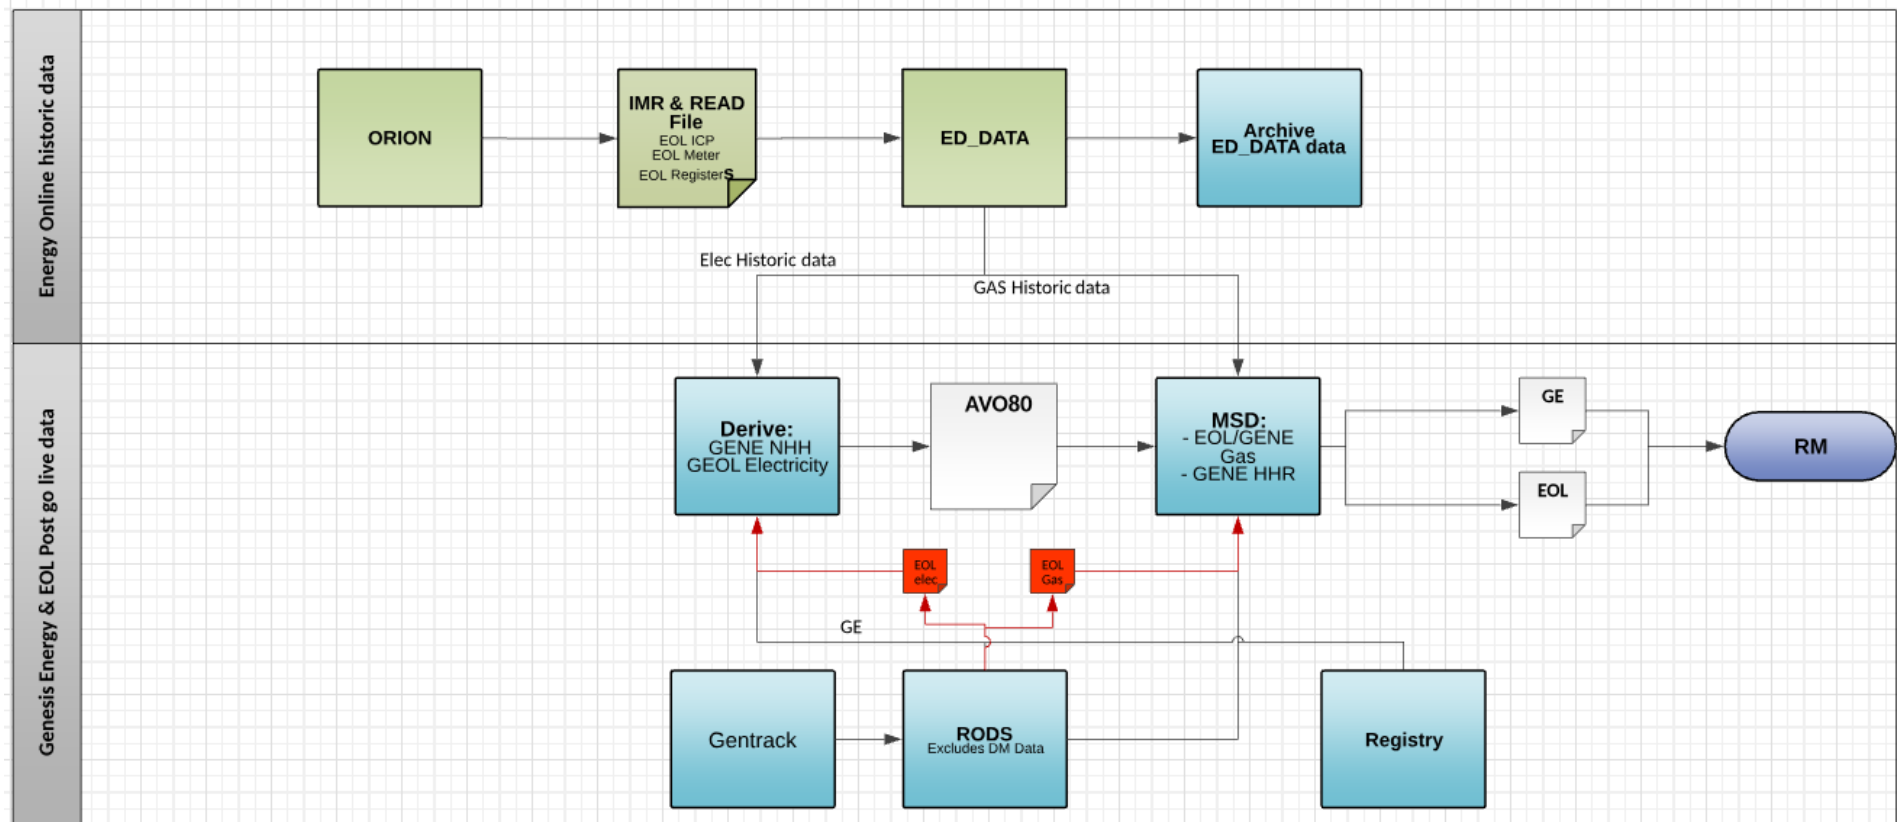 Energy Online historic data
ORION
IMR & READ
File
EOL ICP
EOL Meter
EOL Registers
ED_DATA
Archive
ED_DATA data
Elec Historic data
GAS Historic data
Genesis Energy & EOL Post go live data
Derive:
GENE NHH
GEOL Electricity
AVO80
MSD:
- EOL/GENE
Gas
- GENE HHR
GE
EOL
RM
EOL
elec
EOL
Gas
GE
Gentrack
RODS
Excludes DM Data
Registry